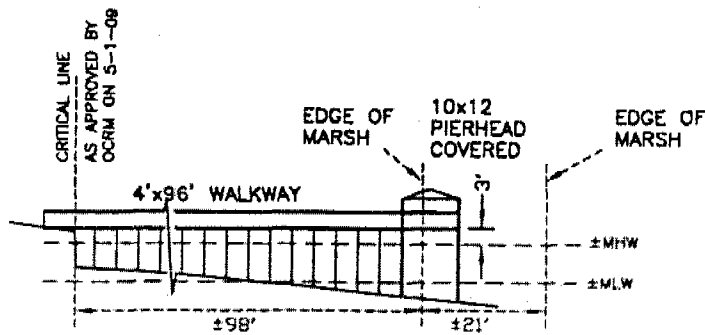 CRITICAL LINE
AS APPROVED BY
OCRM ON 5-1-09
EDGE OF
MARSH
10x12
PIERHEAD
COVERED
EDGE OF
MARSH
4'x96' WALKWAY
3'
±MHW
±MLW
±98'
±21'